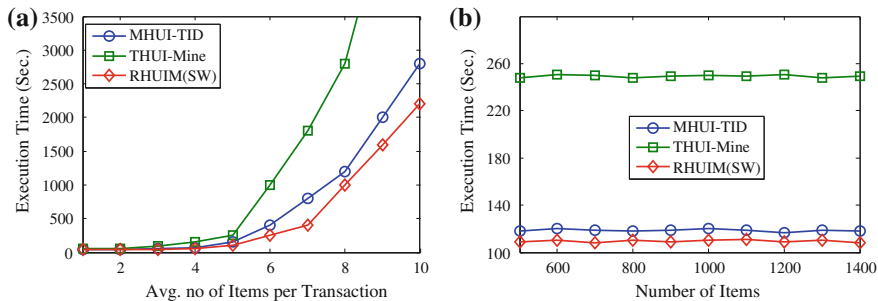 (a)
3500
3000
2500
2000
1500
1000
500
0
Execution Time (Sec.)
MHUI-TID
THUI-Mine
RHUIM(SW)
2
4
6
8
10
Avg. no of Items per Transaction
(b)
260
220
180
140
100
Execution Time (Sec.)
MHUI-TID
THUI-Mine
RHUIM(SW)
600
800
1000
1200
1400
Number of Items